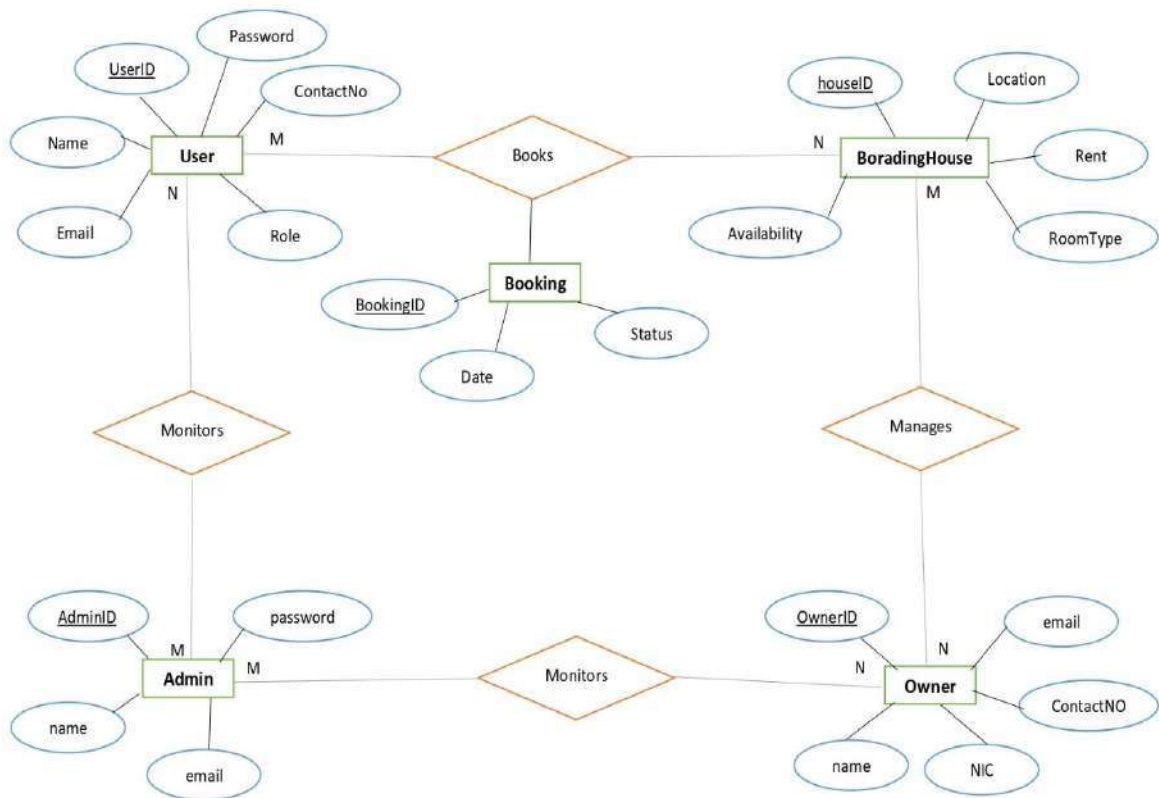 Password
UserID
ContactNo
Name
User
Email
Role
M
N
Books
N
houseID
Location
BoradingHouse
Rent
M
Availability
RoomType
Booking
BookingID
Status
Date
Monitors
Manages
AdminID
password
M
Admin
M
name
email
Monitors
OwnerID
email
N
N
Owner
ContactNO
name
NIC